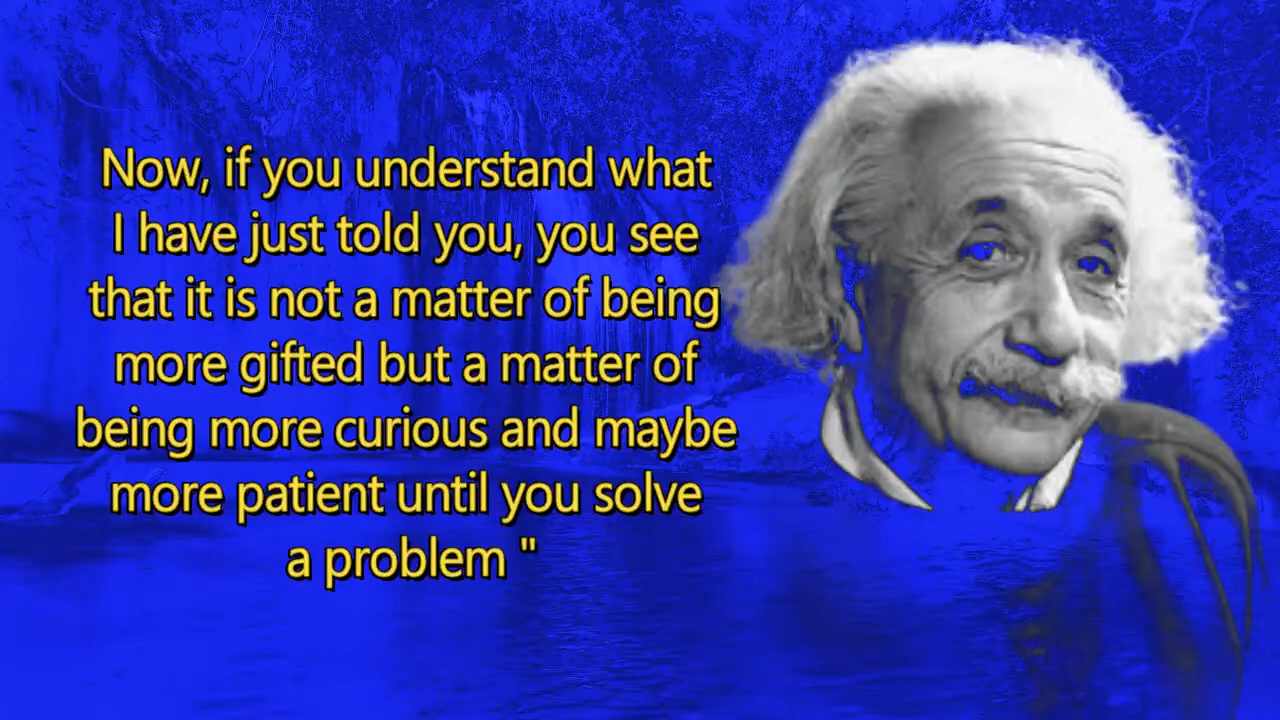 Now, if you understand what
I have just told you, you see
that it is not a matter of being
more gifted but a matter of
being more curious and maybe
more patient until you solve
a problem "